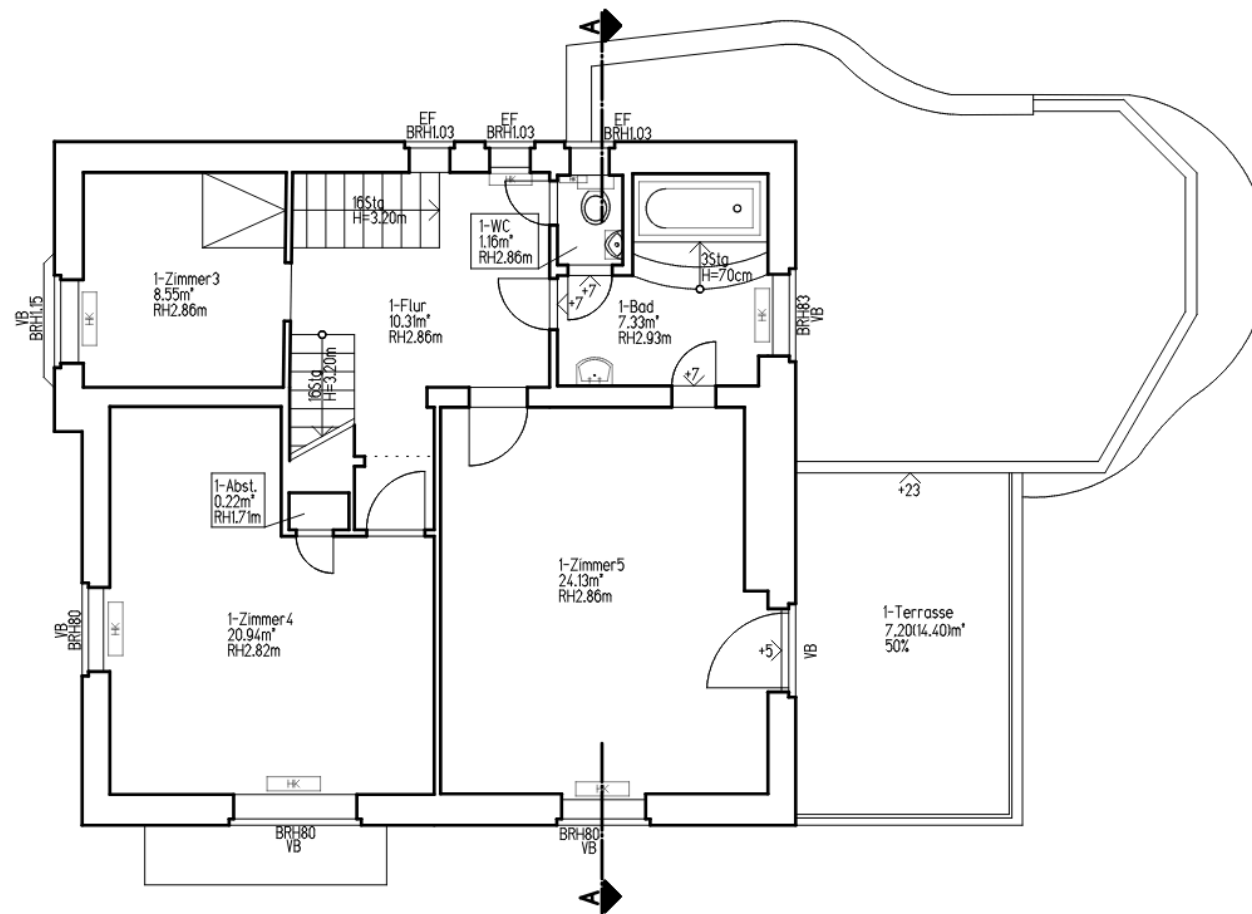 A
EF
BRH1.03
EF
BRH1.03
EF
BRH1.03
HK
HK
16Stg
H=3.20m
1-WC
1.16m²
RH2.86m
3Stg
H=70cm
1-Zimmer3
8.55m²
RH2.86m
VB
BRH1.15
HK
1-Flur
10.31m²
RH2.86m
+7
+7
1-Bad
7.33m²
RH2.93m
HK
BRH83
VB
16Stg
H=3.20m
+7
1-Abst.
0.22m²
RH1.71m
+23
1-Zimmer5
24.13m²
RH2.86m
1-Zimmer4
20.94m²
RH2.82m
VB
BRH80
HK
+5
VB
1-Terrasse
7.20(14.40)m²
50%
HK
HK
BRH80
VB
BRH80
VB
A